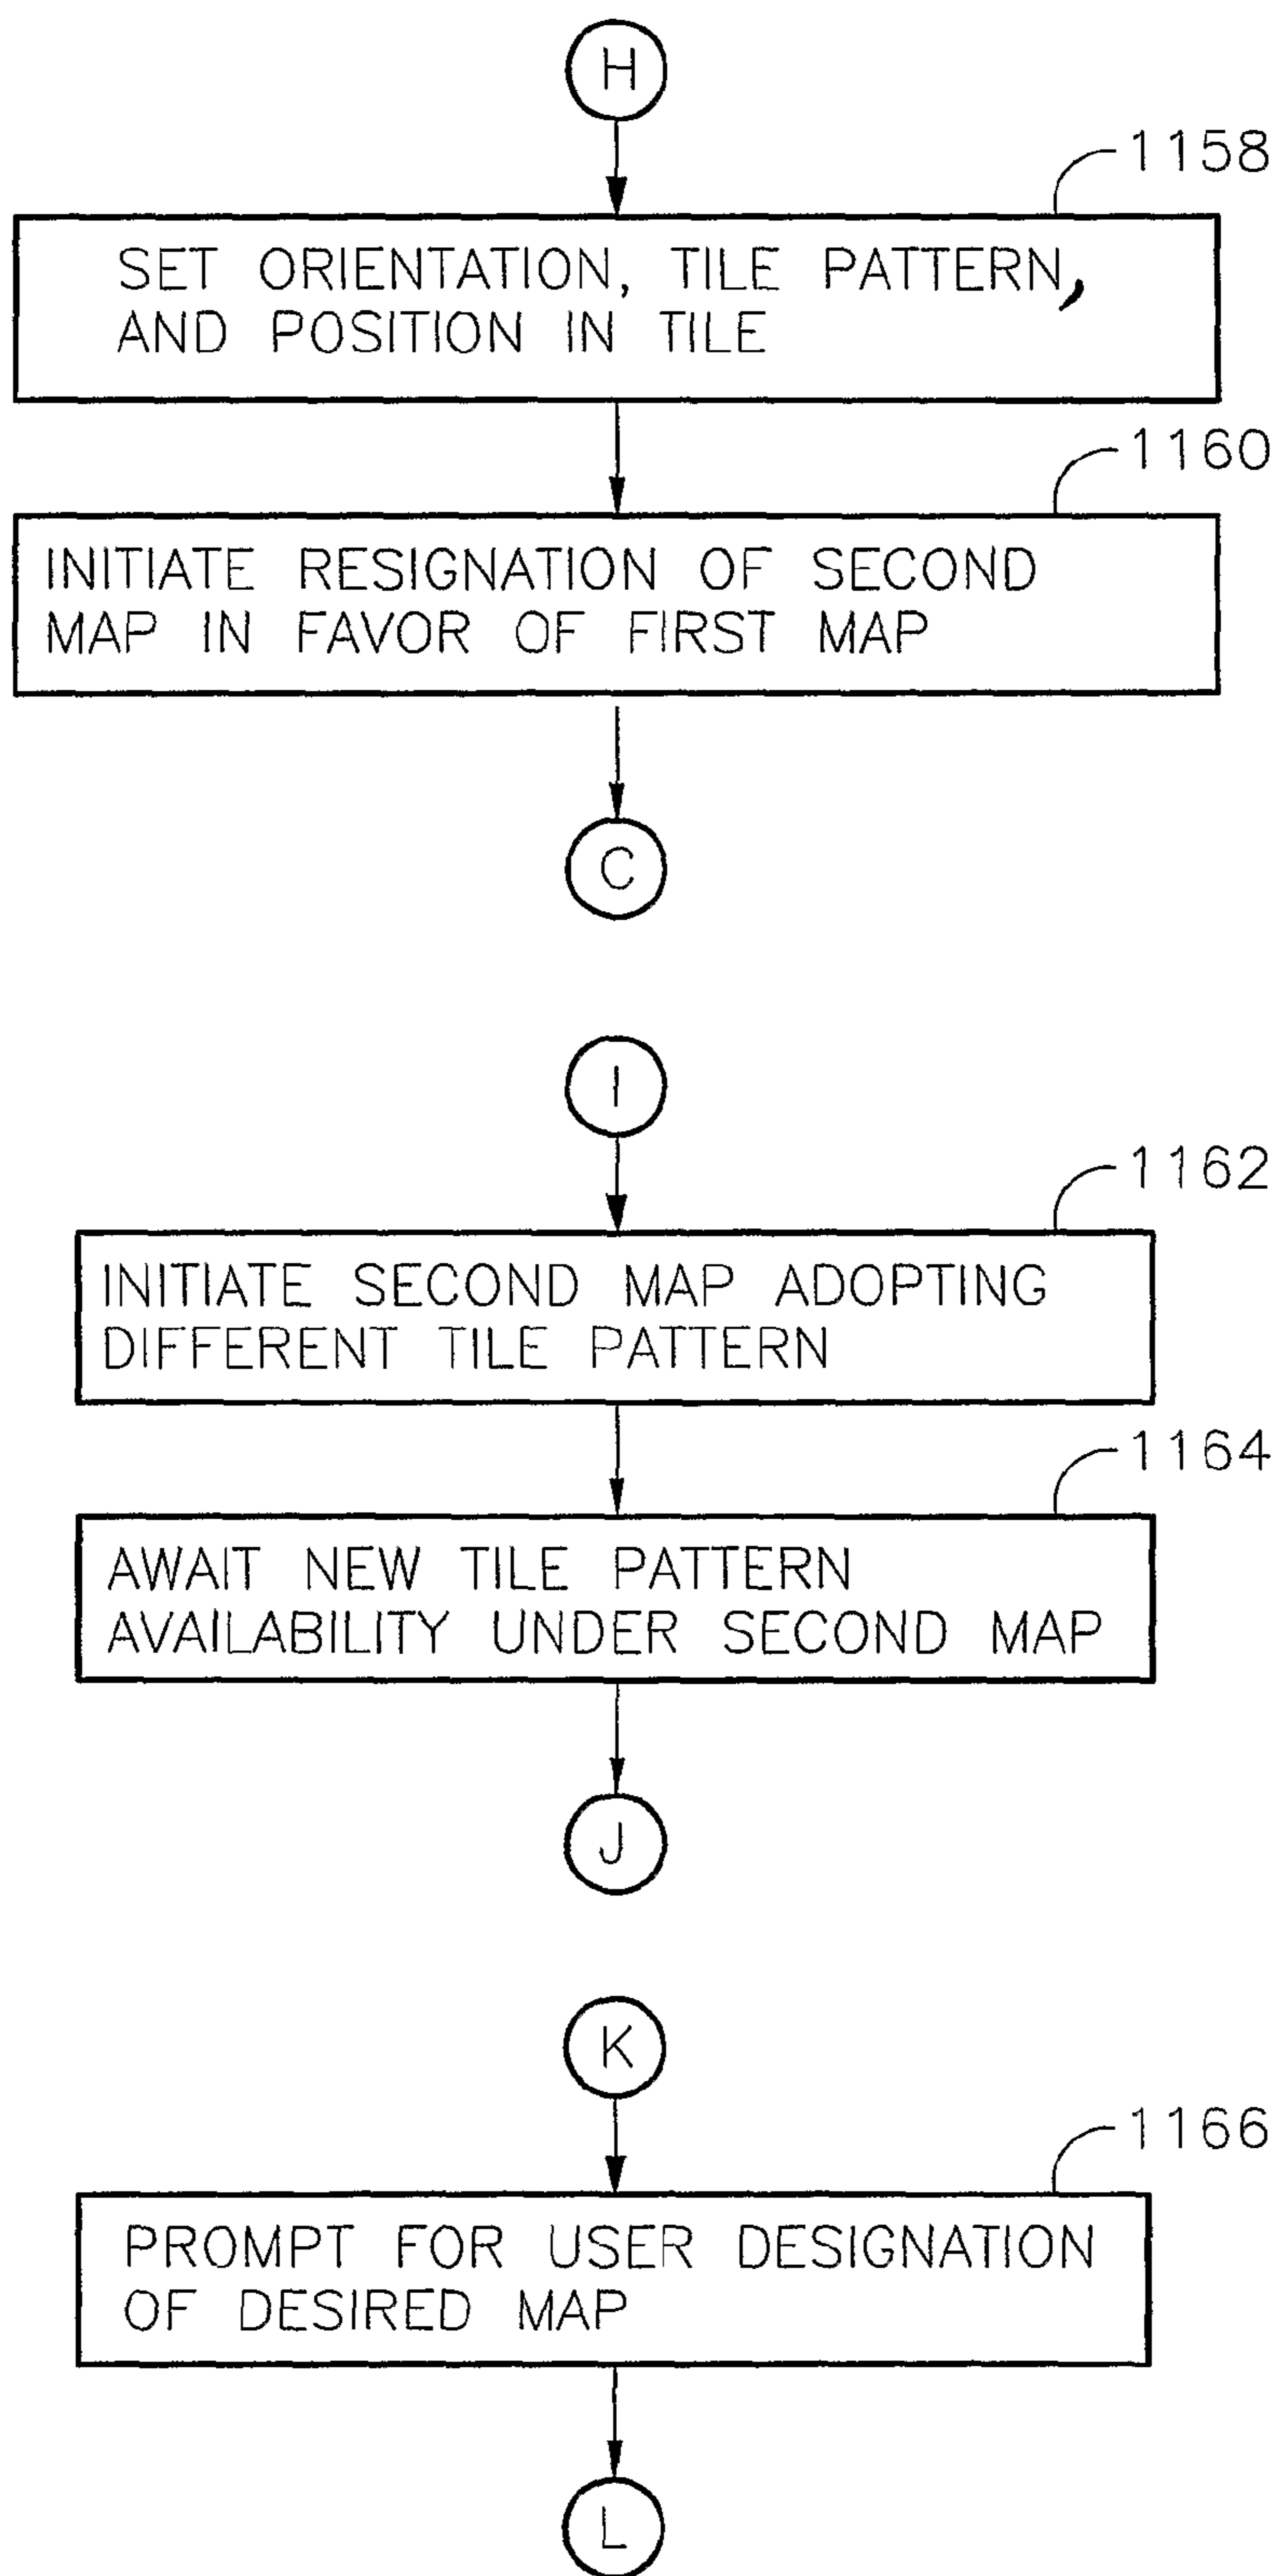 H
1158
SET ORIENTATION, TILE PATTERN,
AND POSITION IN TILE
1160
INITIATE RESIGNATION OF SECOND
MAP IN FAVOR OF FIRST MAP
C
I
1162
INITIATE SECOND MAP ADOPTING
DIFFERENT TILE PATTERN
1164
AWAIT NEW TILE PATTERN
AVAILABILITY UNDER SECOND MAP
J
K
1166
PROMPT FOR USER DESIGNATION
OF DESIRED MAP
L